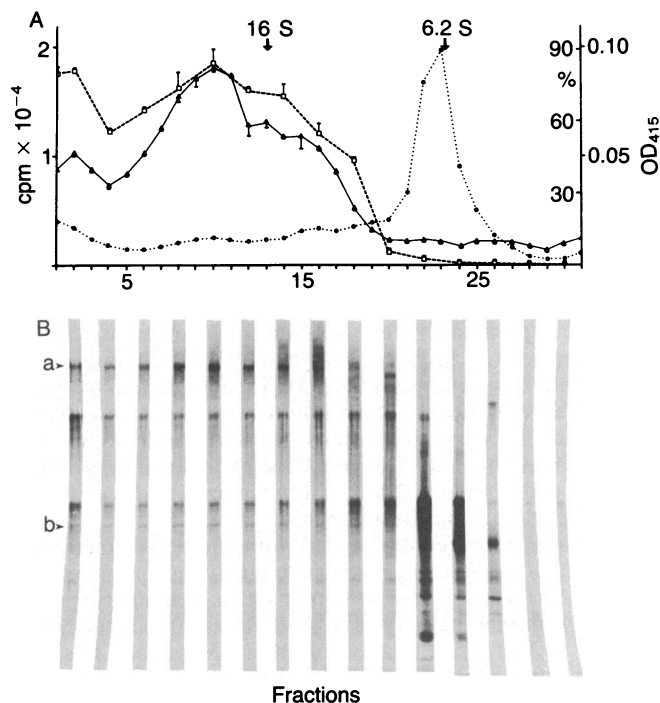 A
16 S
6.2 S
2
1
cpm × 10⁻⁴
90
%
60
30
0.10
0.05
OD₄₁₅
5
15
25
B
a
b
Fractions